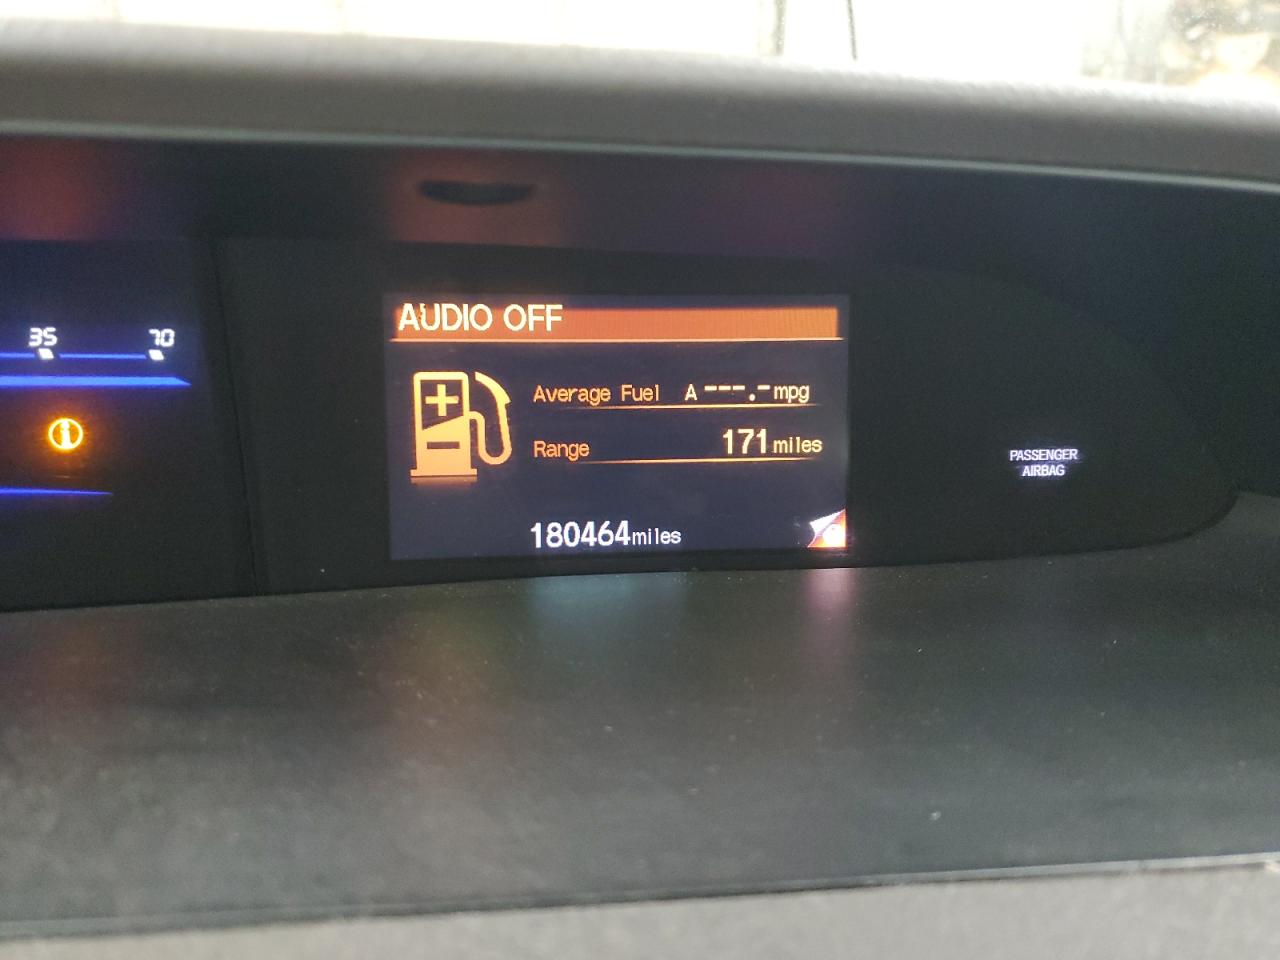 AUDIO OFF
35 70
Average Fuel A ---.- mpg
Range 171 miles
PASSENGER
AIRBAG
180464 miles